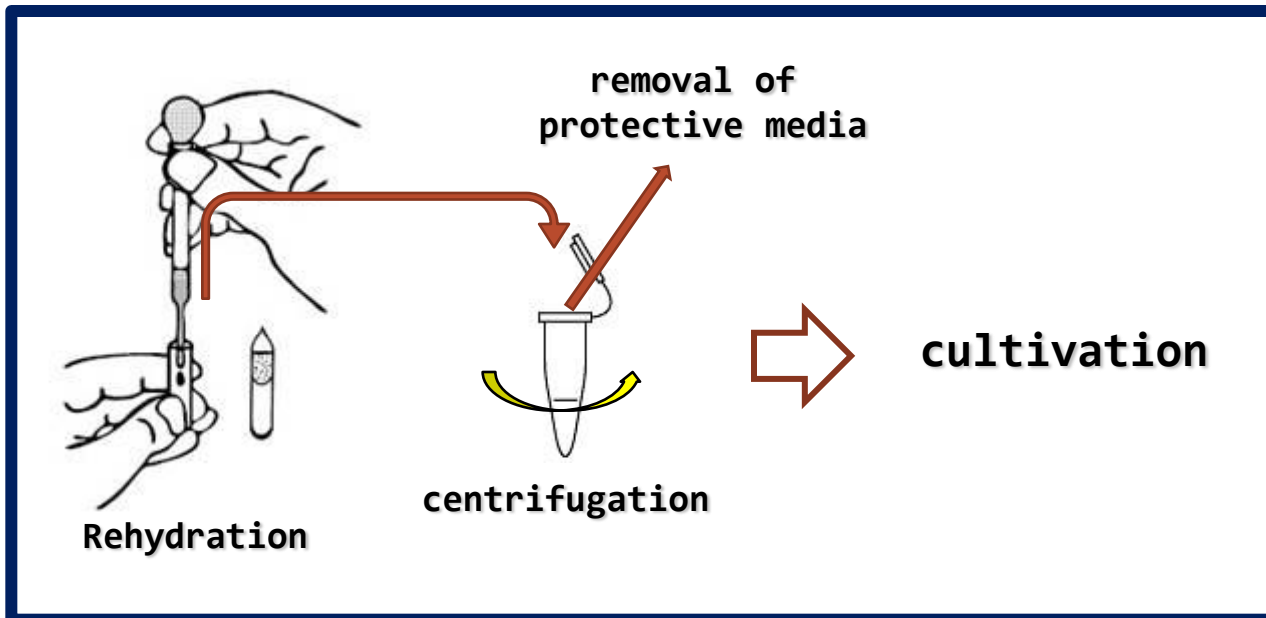 removal of
protective media
cultivation
centrifugation
Rehydration